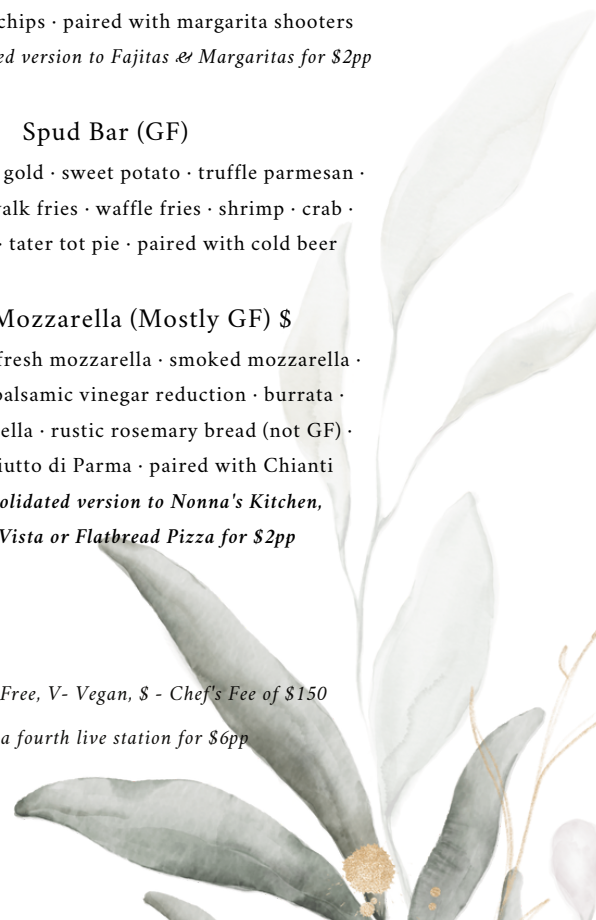 chips · paired with margarita shooters
ed version to Fajitas & Margaritas for $2pp
Spud Bar (GF)
gold · sweet potato · truffle parmesan ·
alk fries · waffle fries · shrimp · crab ·
· tater tot pie · paired with cold beer
Mozzarella (Mostly GF) $
fresh mozzarella · smoked mozzarella ·
balsamic vinegar reduction · burrata ·
ella · rustic rosemary bread (not GF) ·
iutto di Parma · paired with Chianti
olidated version to Nonna's Kitchen,
Vista or Flatbread Pizza for $2pp
Free, V- Vegan, $ - Chef's Fee of $150
a fourth live station for $6pp